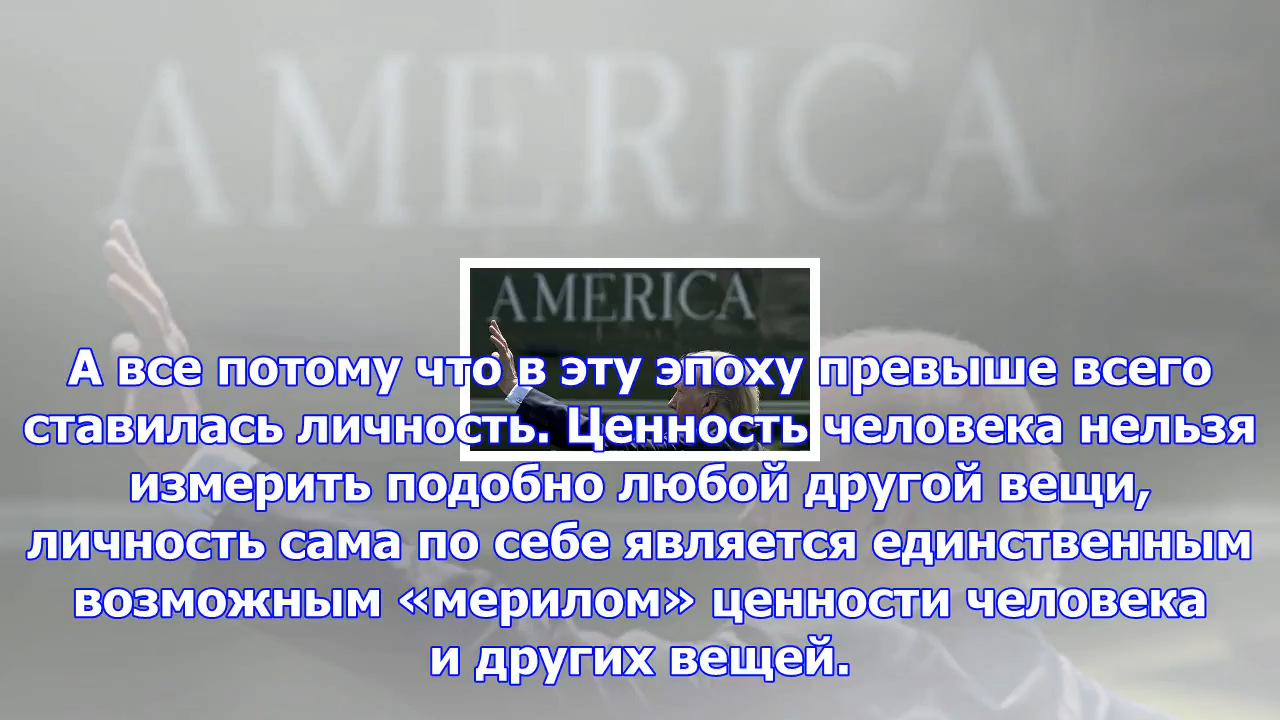 AMERICA
AMERICA
А все потому что в эту эпоху превыше всего
ставилась личность. Ценность человека нельзя
измерить подобно любой другой вещи,
личность сама по себе является единственным
возможным «мерилом» ценности человека
и других вещей.